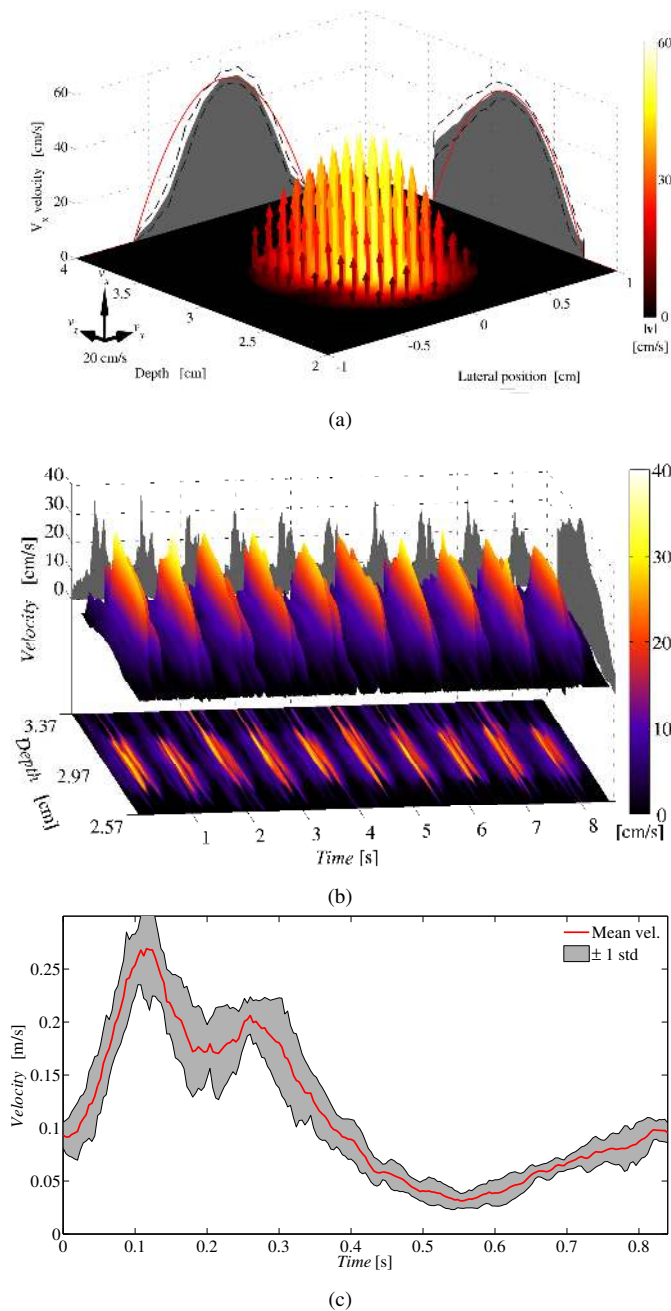 60
60
40
30
20
0
0
V_x velocity [cm/s]
4
3.5
3
2.5
2
-1
-0.5
0
0.5
1
|v|
[cm/s]
v_x
v_z
v_y
20 cm/s
Depth [cm]
Lateral position [cm]
(a)
40
30
20
10
0
Velocity [cm/s]
40
30
20
10
0
[cm/s]
3.37
2.97
2.57
Depth [cm]
1
2
3
4
5
6
7
8
Time [s]
(b)
Mean vel.
± 1 std
0.25
0.2
0.15
0.1
0.05
0
Velocity [m/s]
0
0.1
0.2
0.3
0.4
0.5
0.6
0.7
0.8
Time [s]
(c)